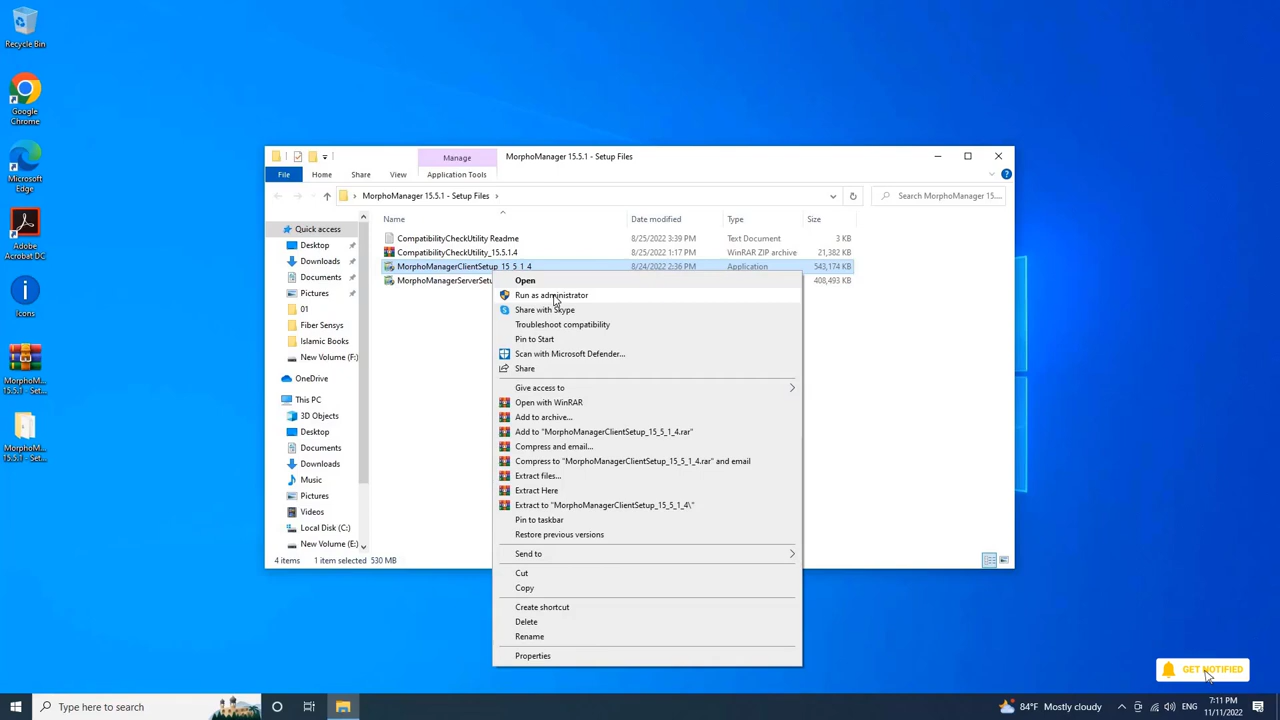 Recycle Bin
Google
Chrome
Microsoft
Edge
Adobe
Acrobat DC
Icons
MorphoM...
15.5.1 - Set...
MorphoM...
15.5.1 - Set...
Manage
MorphoManager 15.5.1 - Setup Files
File
Home
Share
View
Application Tools
MorphoManager 15.5.1 - Setup Files
Search MorphoManager 15....
Name
Date modified
Type
Size
Quick access
Desktop
Downloads
Documents
Pictures
01
Fiber Sensys
Islamic Books
New Volume (F:)
OneDrive
This PC
3D Objects
Desktop
Documents
Downloads
Music
Pictures
Videos
Local Disk (C:)
New Volume (E:)
CompatibilityCheckUtility Readme 8/25/2022 3:39 PM Text Document 3 KB
CompatibilityCheckUtility_15.5.1.4 8/25/2022 1:17 PM WinRAR ZIP archive 21,382 KB
MorphoManagerClientSetup_15_5_1_4 8/24/2022 2:36 PM Application 543,174 KB
MorphoManagerServerSetu 408,493 KB
Open
Run as administrator
Share with Skype
Troubleshoot compatibility
Pin to Start
Scan with Microsoft Defender...
Share
Give access to
Open with WinRAR
Add to archive...
Add to "MorphoManagerClientSetup_15_5_1_4.rar"
Compress and email...
Compress to "MorphoManagerClientSetup_15_5_1_4.rar" and email
Extract files...
Extract Here
Extract to "MorphoManagerClientSetup_15_5_1_4\"
Pin to taskbar
Restore previous versions
Send to
Cut
Copy
Create shortcut
Delete
Rename
Properties
4 items
1 item selected 530 MB
GET NOTIFIED
Type here to search
84°F Mostly cloudy
ENG
7:11 PM
11/11/2022